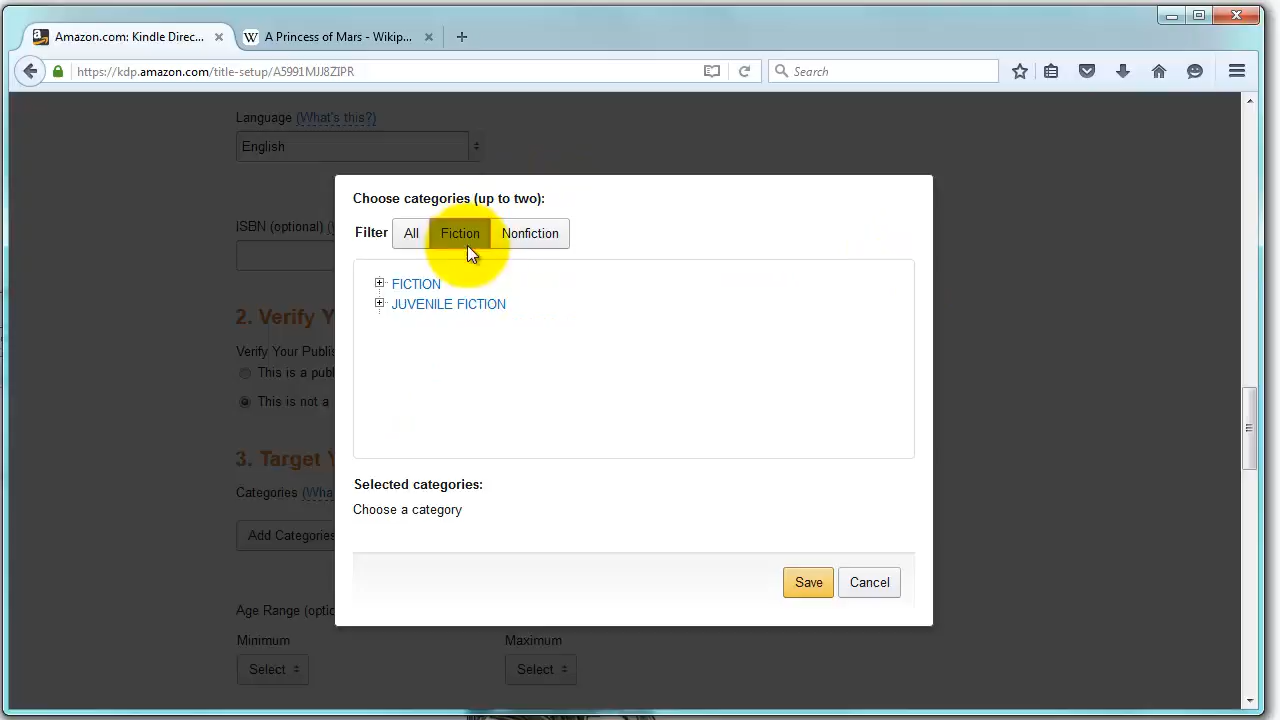 Amazon.com: Kindle Direc...
W A Princess of Mars - Wikip...
https://kdp.amazon.com/title-setup/A5991MJJ8ZIPR
Search
Language (What's this?)
English
ISBN (optional)
2. Verify Y
Verify Your Publis
This is a publ
This is not a
3. Target Y
Categories (Wha
Add Categories
Age Range (optio
Minimum
Maximum
Select
Select
Choose categories (up to two):
Filter All Fiction Nonfiction
FICTION
JUVENILE FICTION
Selected categories:
Choose a category
Save Cancel